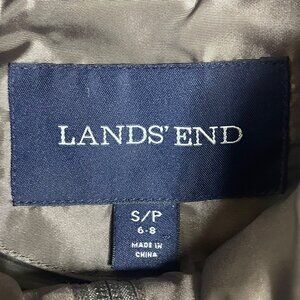 LANDS' END
S/P
6-8
MADE IN
CHINA